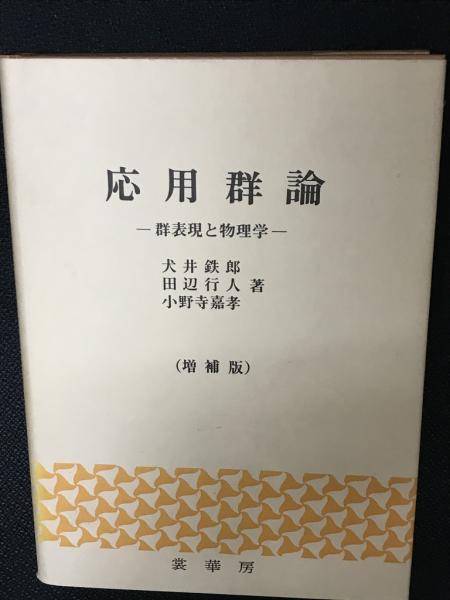 応用群論
―群表現と物理学―
犬井鉄郎
田辺行人 著
小野寺嘉孝
(増補版)
裳華房